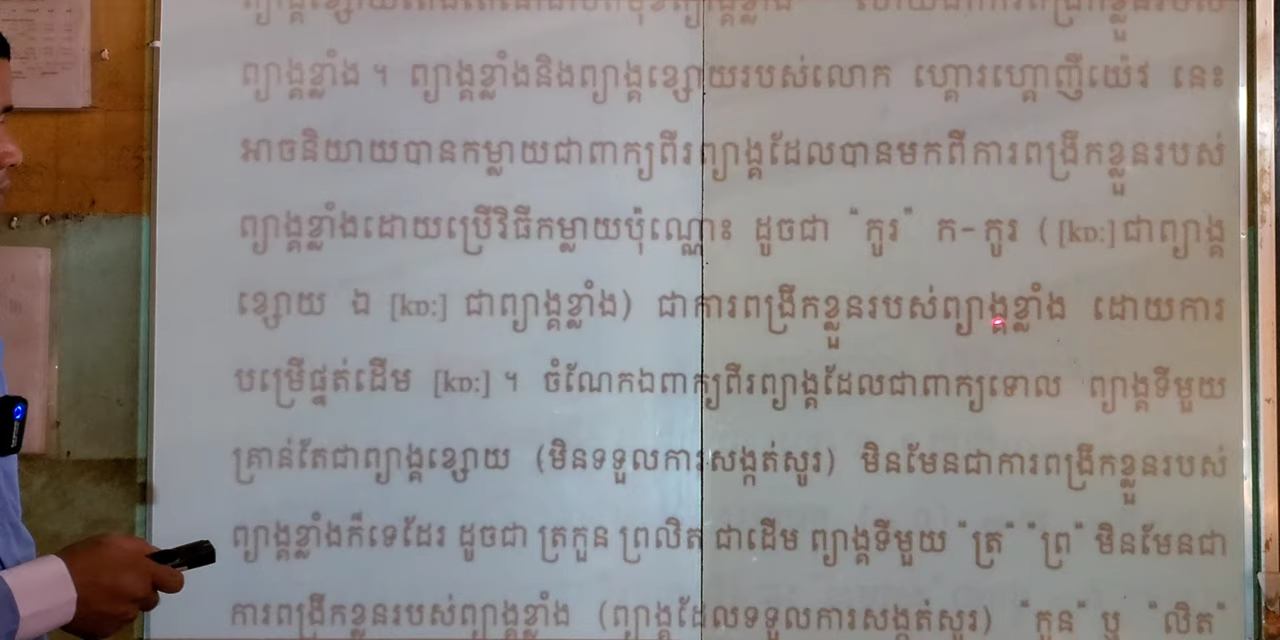 ព្យាង្គខ្លាំង ។ ព្យាង្គខ្លាំងនិងព្យាង្គខ្សោយរបស់លោក ហ្គោរហ្គោញីយ៉េវ នេះ
អាចនិយាយបានកម្លាយជាពាក្យពីរព្យាង្គដែលបានមកពីការពង្រីកខ្លួនរបស់
ព្យាង្គខ្លាំងដោយប្រើវិធីកម្លាយប៉ុណ្ណោះ ដូចជា "កូរ" ក-កូរ ( [kɒː] ជាព្យាង្គ
ខ្សោយ ឯ [kɒː] ជាព្យាង្គខ្លាំង) ជាការពង្រីកខ្លួនរបស់ព្យាង្គខ្លាំង ដោយការ
បម្រើផ្នត់ដើម [kɒː] ។ ចំណែកឯពាក្យពីរព្យាង្គដែលជាពាក្យទោល ព្យាង្គទីមួយ
គ្រាន់តែជាព្យាង្គខ្សោយ (មិនទទួលការសង្កត់សូរ) មិនមែនជាការពង្រីកខ្លួនរបស់
ព្យាង្គខ្លាំងក៏ទេដែរ ដូចជា ត្រកួន ព្រលិត ជាដើម ព្យាង្គទីមួយ "ត្រ" "ព្រ" មិនមែនជា
ការពង្រីកខ្លួនរបស់ព្យាង្គខ្លាំង (ព្យាង្គដែលទទួលការសង្កត់សូរ) "កួន" ឬ "លិត"